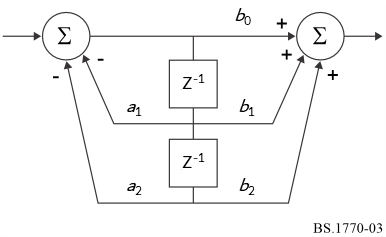 b₀
Σ
+
Σ
-
-
+
+
Z⁻¹
a₁
b₁
Z⁻¹
a₂
b₂
BS.1770-03